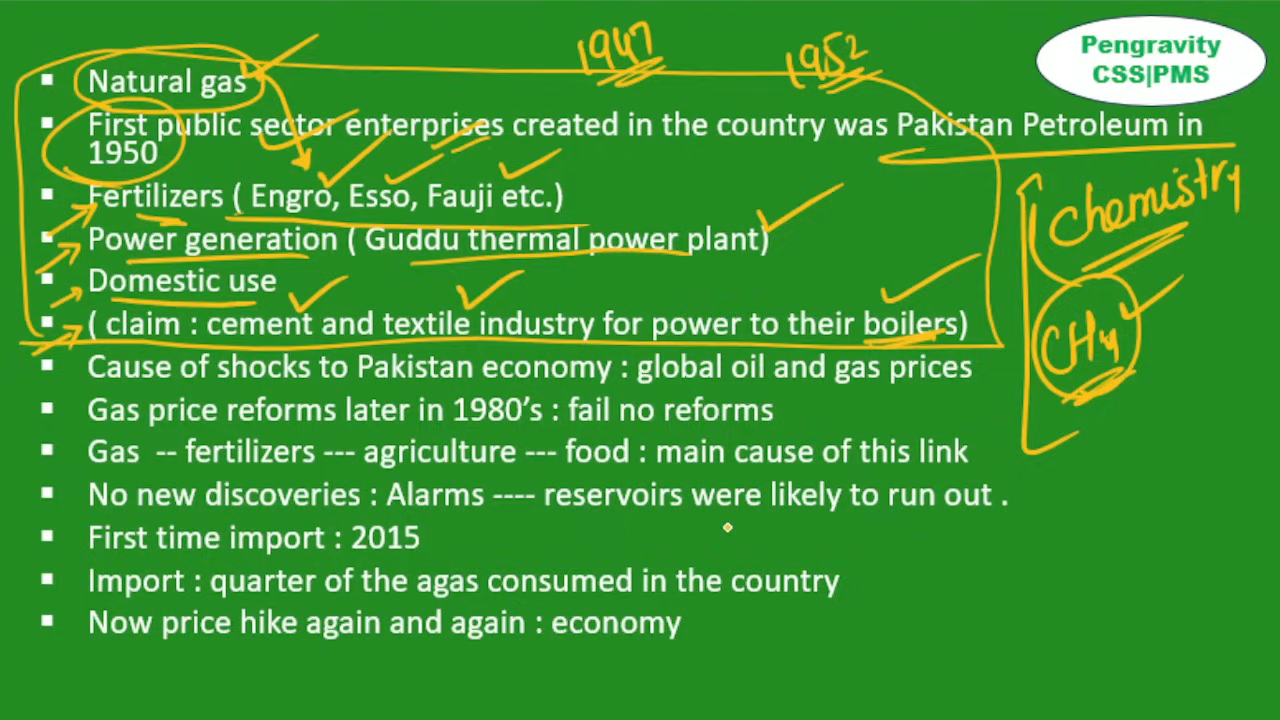 1947
1952
Pengravity
CSS|PMS
▪ Natural gas
▪ First public sector enterprises created in the country was Pakistan Petroleum in
1950
▪ Fertilizers ( Engro, Esso, Fauji etc.)
▪ Power generation ( Guddu thermal power plant)
▪ Domestic use
▪ ( claim : cement and textile industry for power to their boilers)
▪ Cause of shocks to Pakistan economy : global oil and gas prices
▪ Gas price reforms later in 1980’s : fail no reforms
▪ Gas -- fertilizers --- agriculture --- food : main cause of this link
▪ No new discoveries : Alarms ---- reservoirs were likely to run out .
▪ First time import : 2015
▪ Import : quarter of the agas consumed in the country
▪ Now price hike again and again : economy
Chemistry
CH4